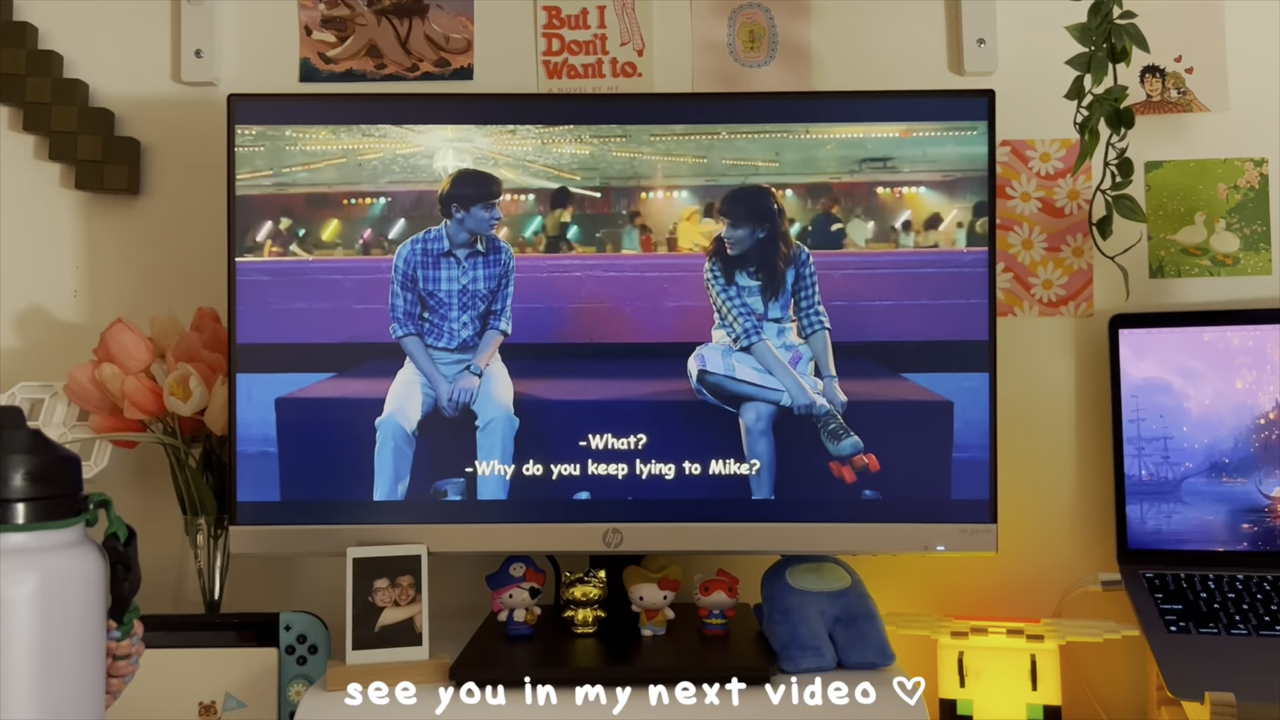 But I
Don't
Want to.
A NOVEL BY ME
-What?
-Why do you keep lying to Mike?
hp
see you in my next video ♡